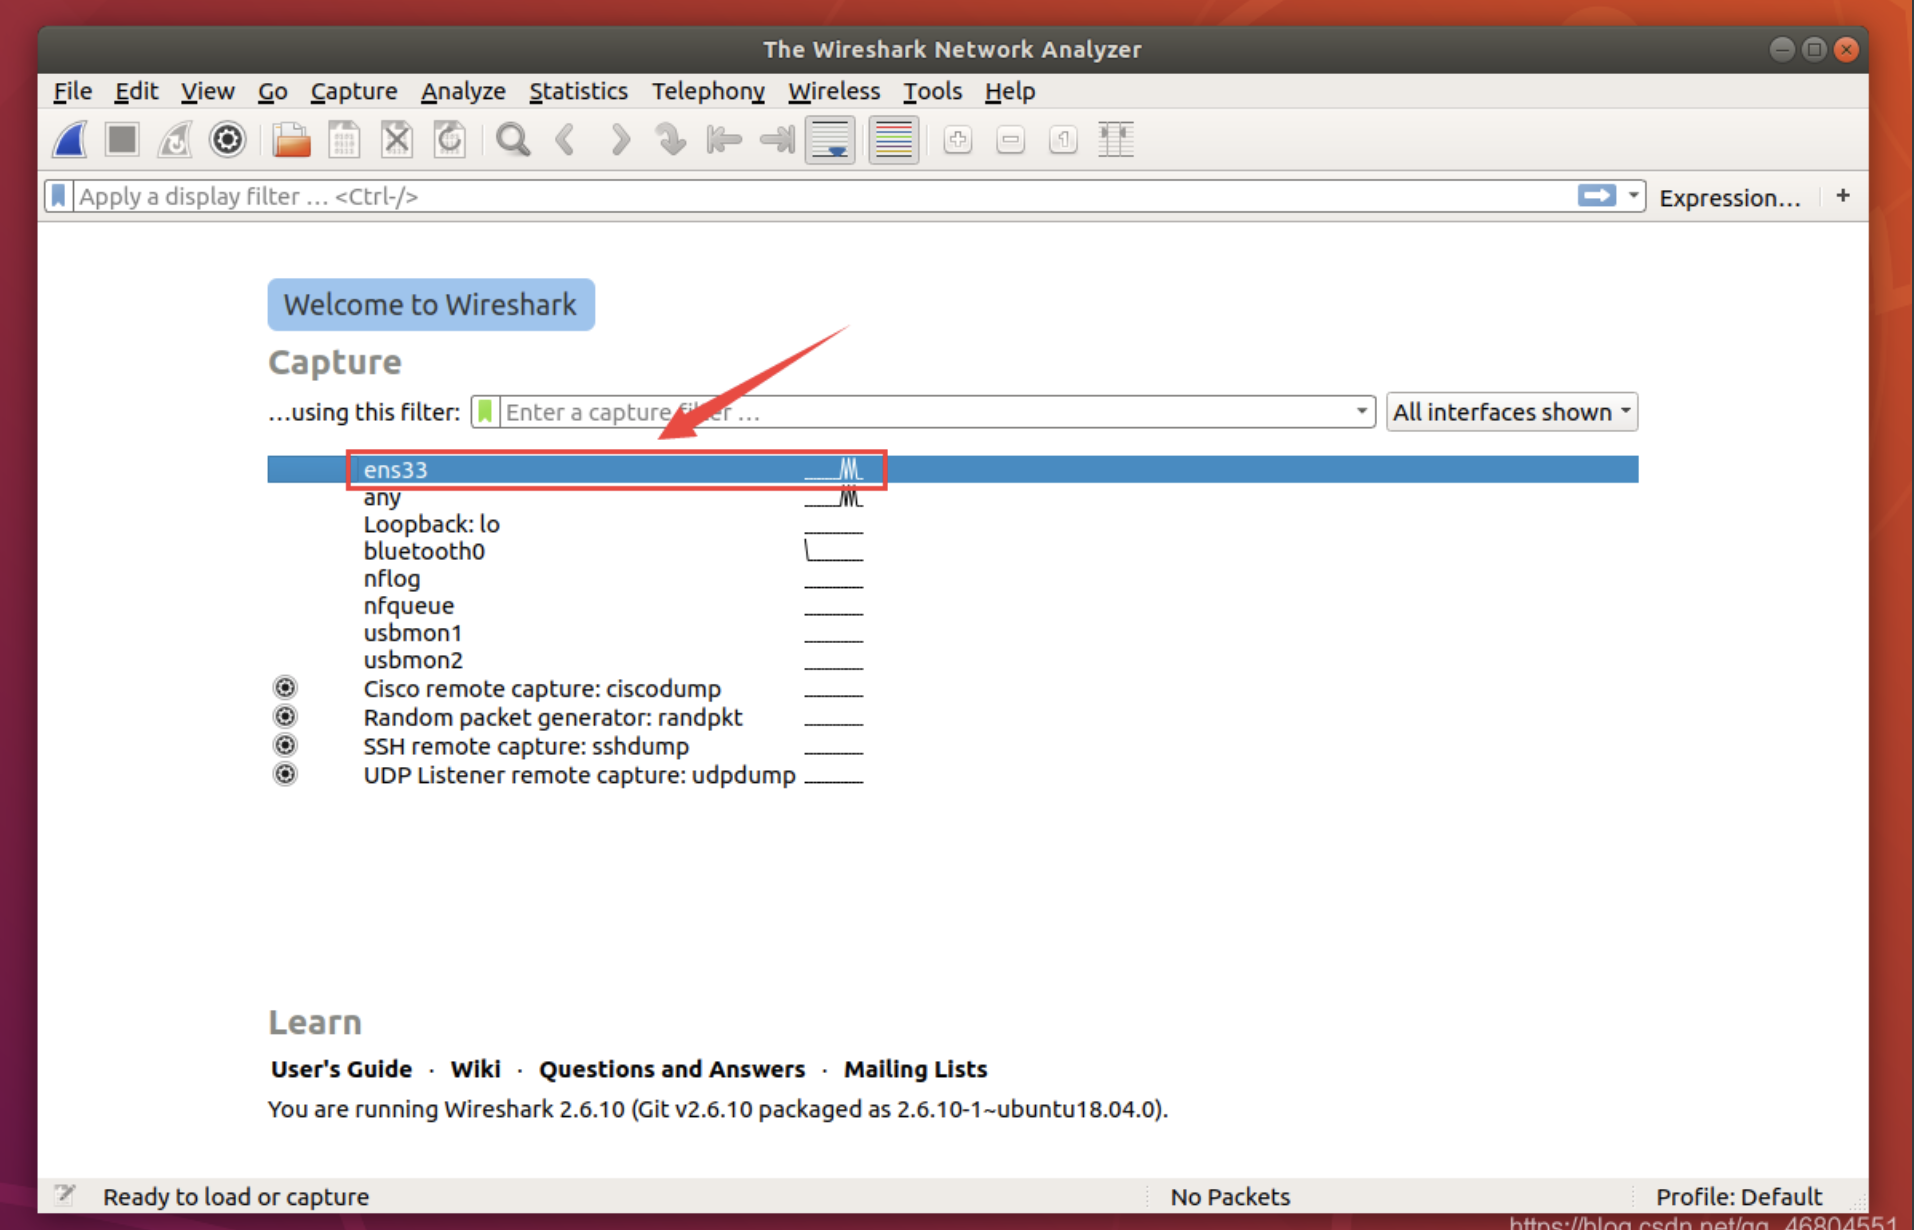 The Wireshark Network Analyzer
File Edit View Go Capture Analyze Statistics Telephony Wireless Tools Help
Apply a display filter … <Ctrl-/>
Expression… +
Welcome to Wireshark
Capture
…using this filter: Enter a capture filter … All interfaces shown
ens33
any
Loopback: lo
bluetooth0
nflog
nfqueue
usbmon1
usbmon2
Cisco remote capture: ciscodump
Random packet generator: randpkt
SSH remote capture: sshdump
UDP Listener remote capture: udpdump
Learn
User's Guide · Wiki · Questions and Answers · Mailing Lists
You are running Wireshark 2.6.10 (Git v2.6.10 packaged as 2.6.10-1~ubuntu18.04.0).
Ready to load or capture No Packets Profile: Default
https://blog.csdn.net/qq_46804551